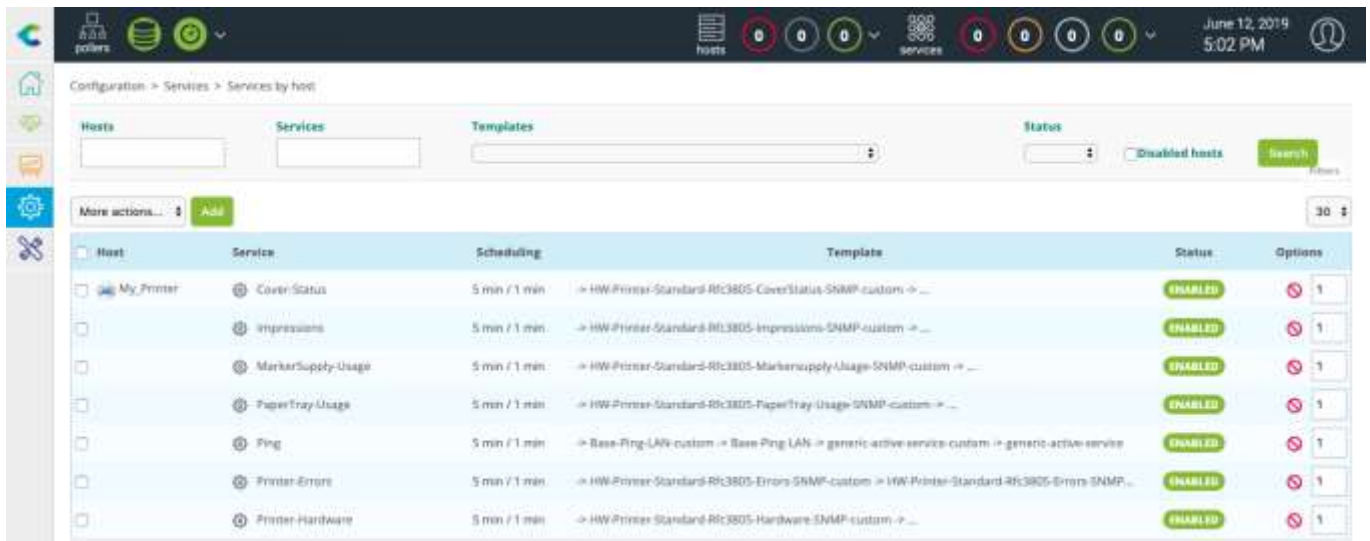 pollers
hosts 0 0 0
services 0 0 0 0
June 12, 2019
5:02 PM
Configuration > Services > Services by host
Hosts Services Templates Status
Disabled hosts Search
Filters
More actions... Add 30
Host Service Scheduling Template Status Options
My_Printer Cover-Status 5 min / 1 min -> HW-Printer-Standard-Rfc3805-CoverStatus-SNMP-custom -> ... ENABLED 1
Impressions 5 min / 1 min -> HW-Printer-Standard-Rfc3805-Impressions-SNMP-custom -> ... ENABLED 1
MarkerSupply-Usage 5 min / 1 min -> HW-Printer-Standard-Rfc3805-Markersupply-Usage-SNMP-custom -> ... ENABLED 1
PaperTray-Usage 5 min / 1 min -> HW-Printer-Standard-Rfc3805-PaperTray-Usage-SNMP-custom -> ... ENABLED 1
Ping 5 min / 1 min -> Base-Ping-LAN-custom -> Base-Ping-LAN -> generic-active-service-custom -> generic-active-service ENABLED 1
Printer-Errors 5 min / 1 min -> HW-Printer-Standard-Rfc3805-Errors-SNMP-custom -> HW-Printer-Standard-Rfc3805-Errors-SNMP... ENABLED 1
Printer-Hardware 5 min / 1 min -> HW-Printer-Standard-Rfc3805-Hardware-SNMP-custom -> ... ENABLED 1